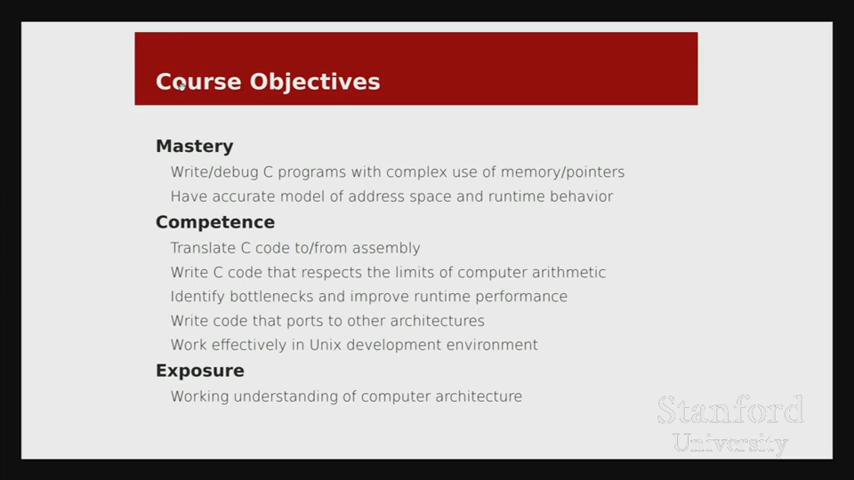 Course Objectives
Mastery
Write/debug C programs with complex use of memory/pointers
Have accurate model of address space and runtime behavior
Competence
Translate C code to/from assembly
Write C code that respects the limits of computer arithmetic
Identify bottlenecks and improve runtime performance
Write code that ports to other architectures
Work effectively in Unix development environment
Exposure
Working understanding of computer architecture
Stanford
University